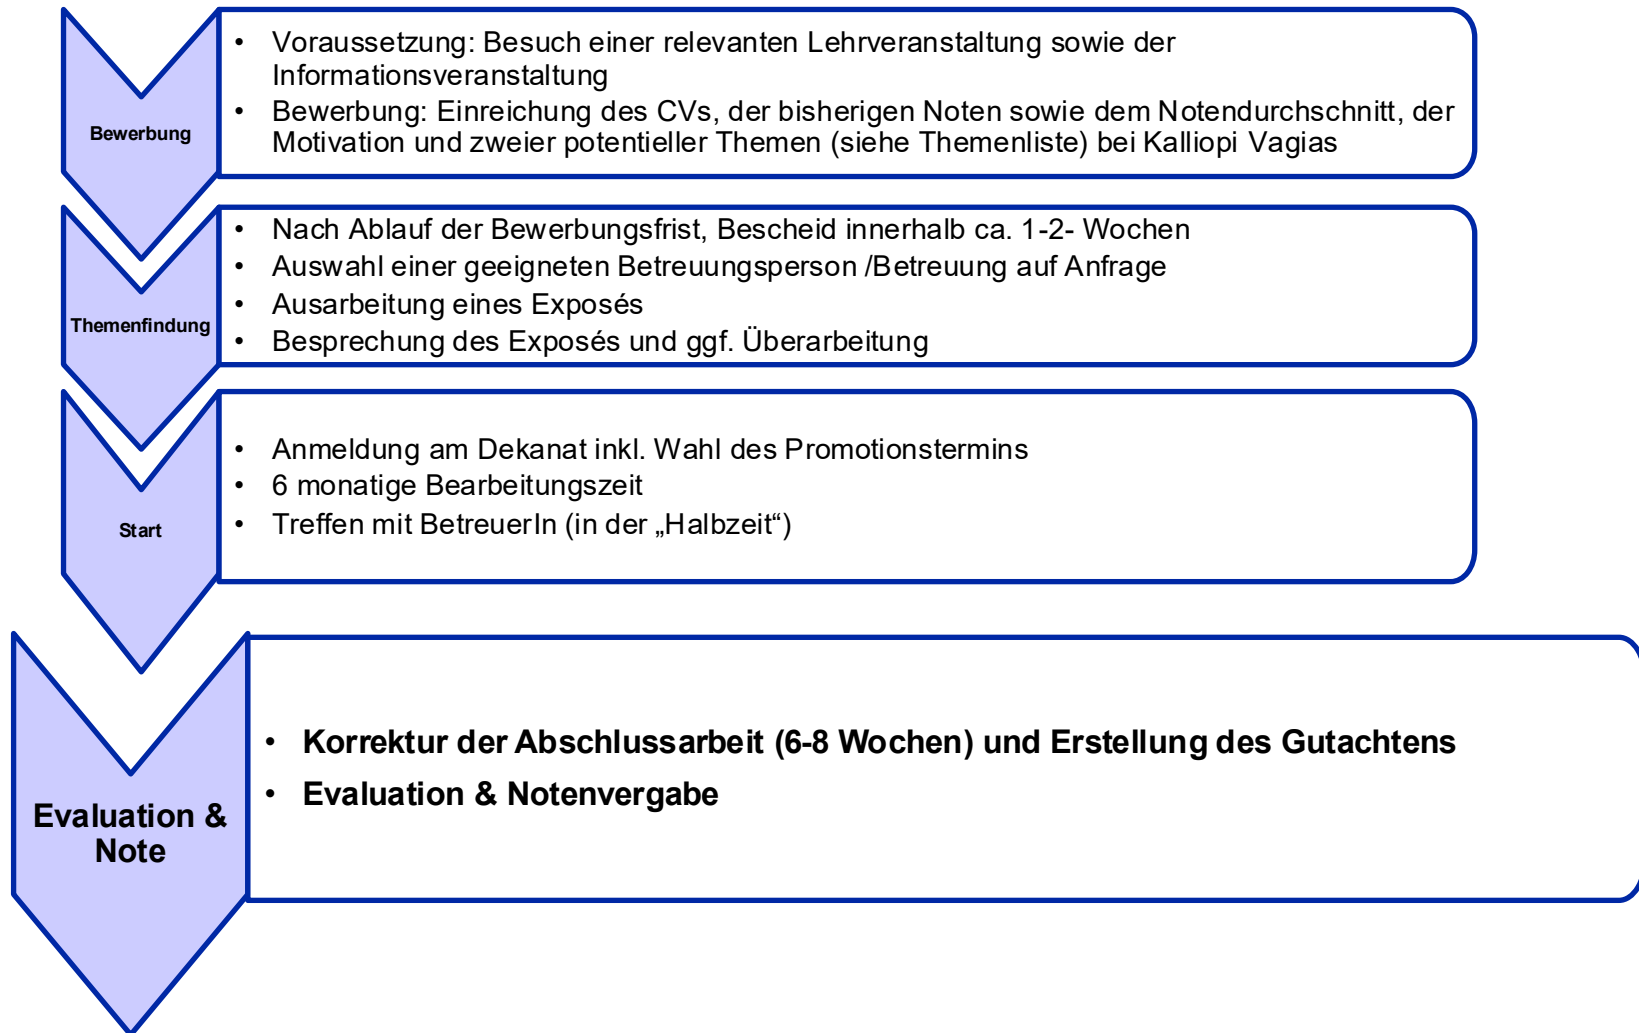 Bewerbung
• Voraussetzung: Besuch einer relevanten Lehrveranstaltung sowie der
Informationsveranstaltung
• Bewerbung: Einreichung des CVs, der bisherigen Noten sowie dem Notendurchschnitt, der
Motivation und zweier potentieller Themen (siehe Themenliste) bei Kalliopi Vagias
Themenfindung
• Nach Ablauf der Bewerbungsfrist, Bescheid innerhalb ca. 1-2- Wochen
• Auswahl einer geeigneten Betreuungsperson /Betreuung auf Anfrage
• Ausarbeitung eines Exposés
• Besprechung des Exposés und ggf. Überarbeitung
Start
• Anmeldung am Dekanat inkl. Wahl des Promotionstermins
• 6 monatige Bearbeitungszeit
• Treffen mit BetreuerIn (in der „Halbzeit“)
Evaluation &
Note
• Korrektur der Abschlussarbeit (6-8 Wochen) und Erstellung des Gutachtens
• Evaluation & Notenvergabe